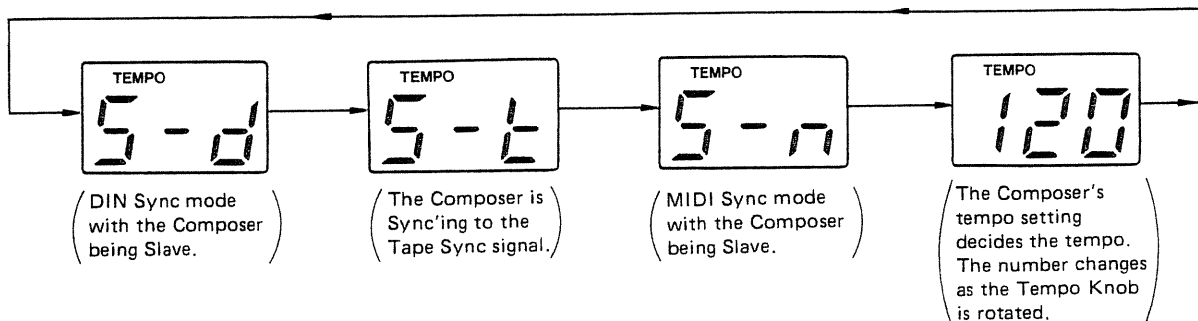 TEMPO
S-d
(DIN Sync mode
with the Composer
being Slave.)
TEMPO
S-t
(The Composer is
Sync'ing to the
Tape Sync signal.)
TEMPO
S-n
(MIDI Sync mode
with the Composer
being Slave.)
TEMPO
120
(The Composer's
tempo setting
decides the tempo.
The number changes
as the Tempo Knob
is rotated.)